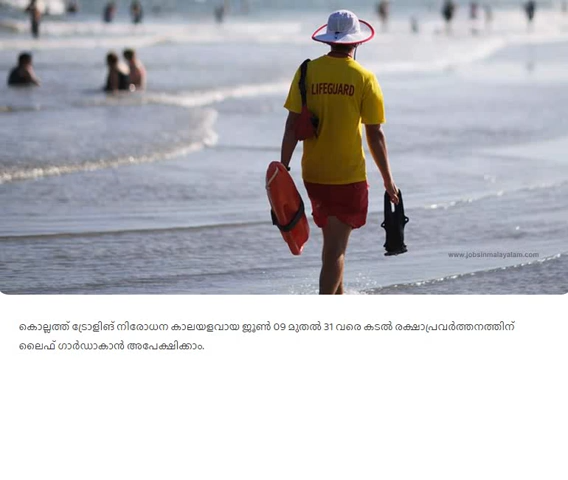 LIFEGUARD
www.jobsinmalayalam.com
കൊല്ലത്ത് ട്രോളിങ് നിരോധന കാലയളവായ ജൂൺ 09 മുതൽ 31 വരെ കടൽ രക്ഷാപ്രവർത്തനത്തിന്
ലൈഫ് ഗാർഡാകാൻ അപേക്ഷിക്കാം.